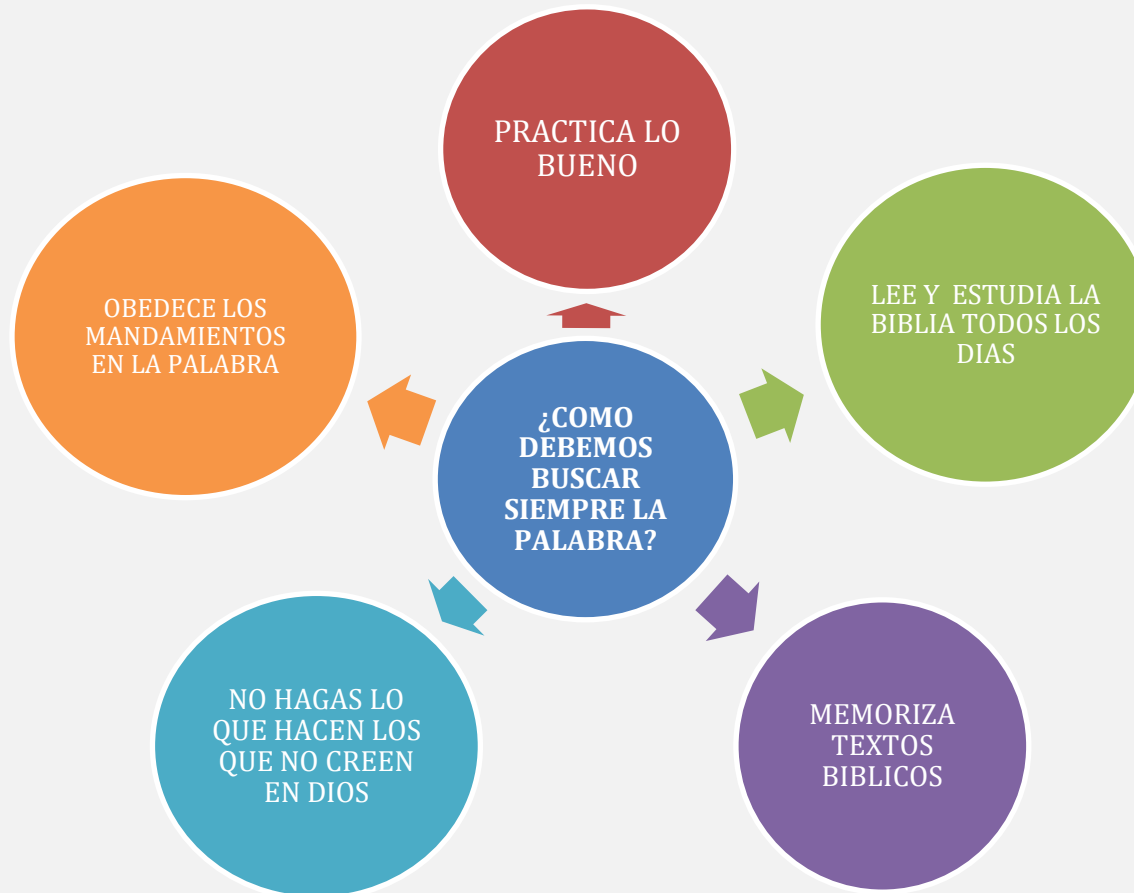 PRACTICA LO
BUENO
LEE Y ESTUDIA LA
BIBLIA TODOS LOS
DIAS
MEMORIZA
TEXTOS
BIBLICOS
NO HAGAS LO
QUE HACEN LOS
QUE NO CREEN
EN DIOS
OBEDECE LOS
MANDAMIENTOS
EN LA PALABRA
¿COMO
DEBEMOS
BUSCAR
SIEMPRE LA
PALABRA?